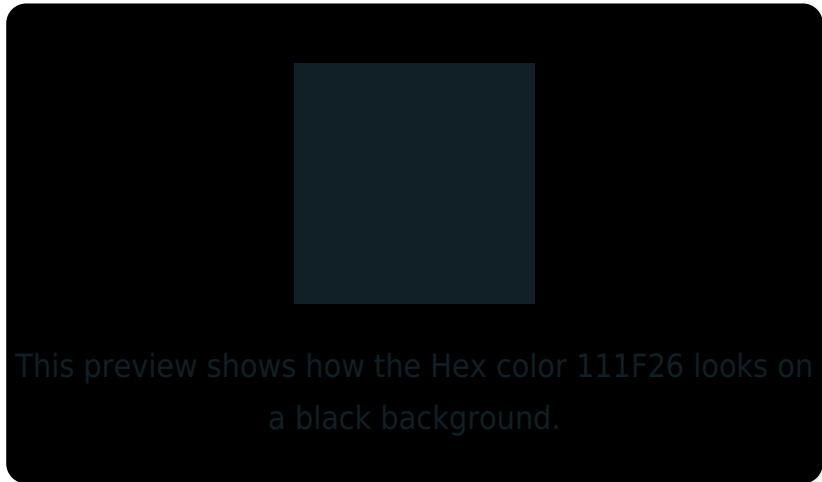 This preview shows how the Hex color 111F26 looks on
a black background.